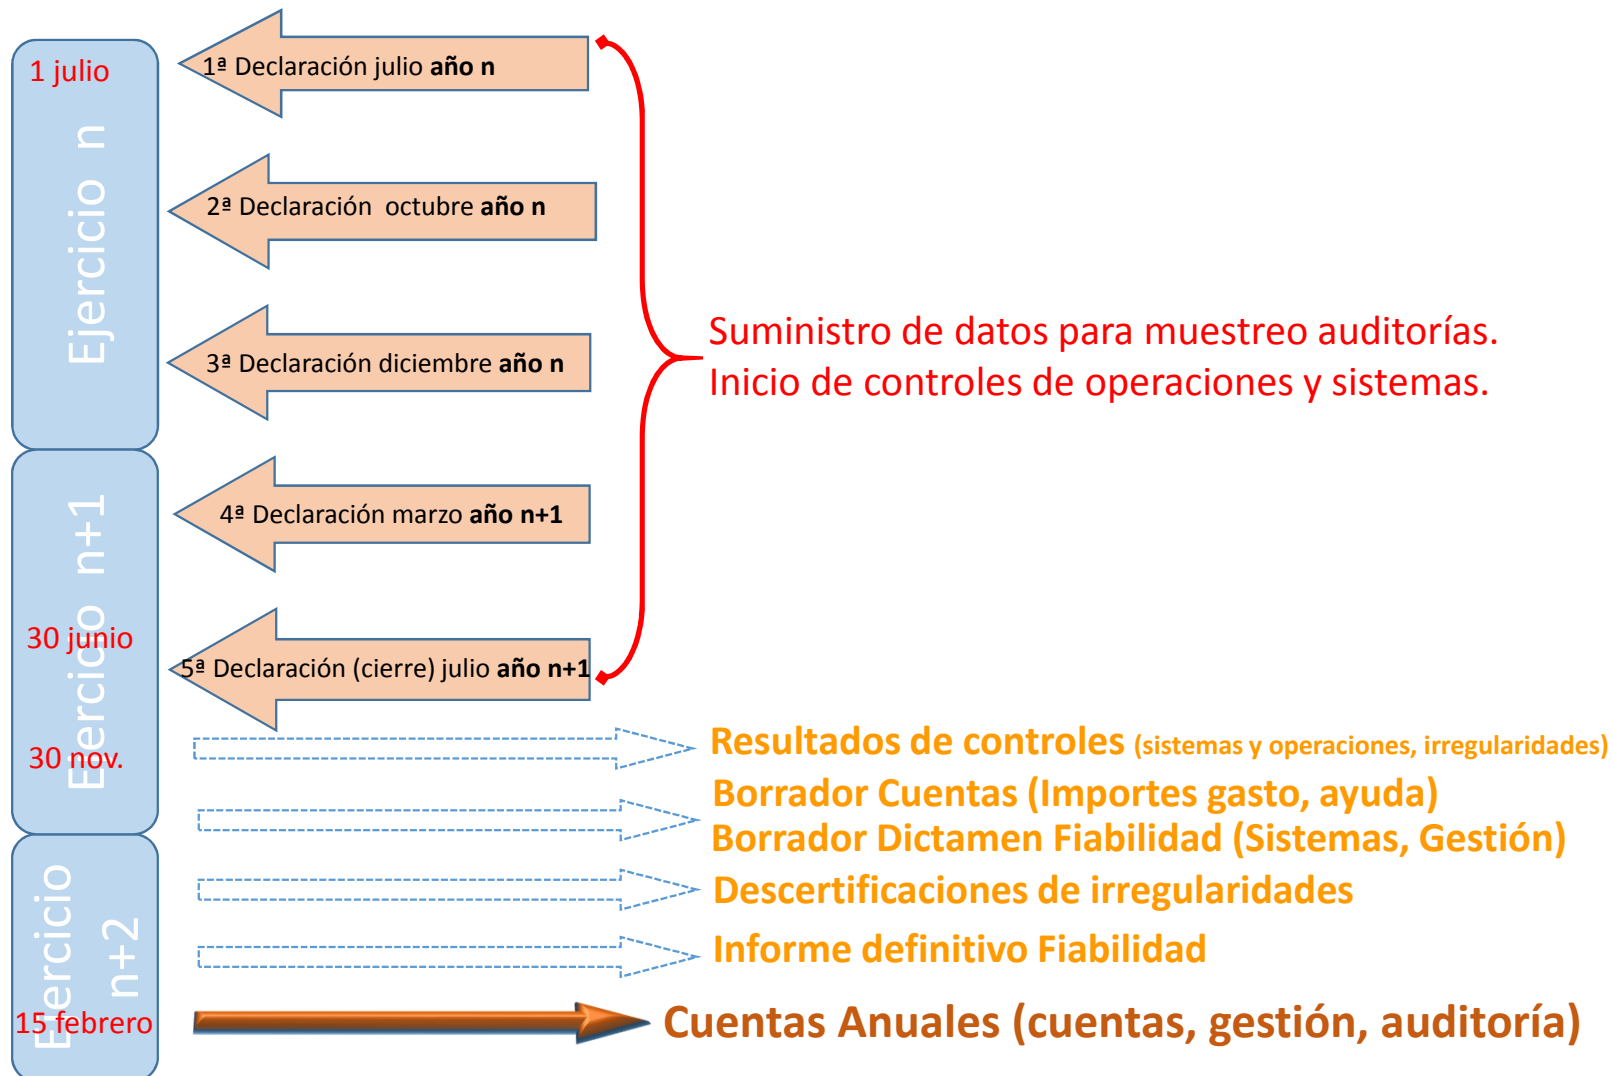 1 julio
Ejercicio n
1ª Declaración julio año n
2ª Declaración octubre año n
3ª Declaración diciembre año n
Suministro de datos para muestreo auditorías.
Inicio de controles de operaciones y sistemas.
Ejercicio n+1
4ª Declaración marzo año n+1
30 junio
5ª Declaración (cierre) julio año n+1
30 nov.
Resultados de controles (sistemas y operaciones, irregularidades)
Borrador Cuentas (Importes gasto, ayuda)
Borrador Dictamen Fiabilidad (Sistemas, Gestión)
Ejercicio
n+2
Descertificaciones de irregularidades
Informe definitivo Fiabilidad
15 febrero
Cuentas Anuales (cuentas, gestión, auditoría)